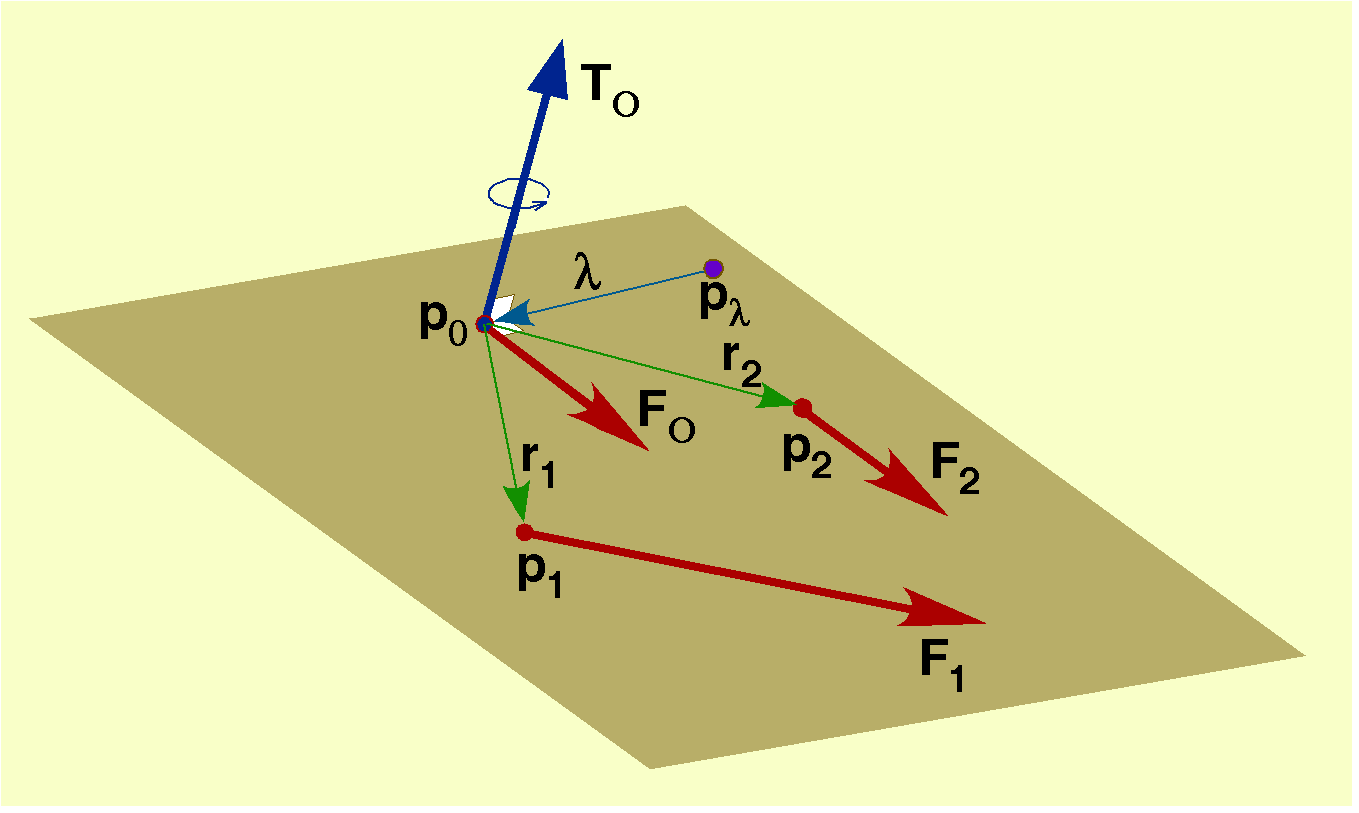 T_O
λ
p_λ
p_0
r_2
F_O
p_2
F_2
r_1
p_1
F_1